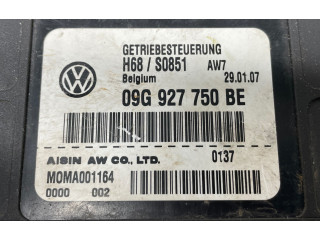 GETRIEBESTEUERUNG
H68 / S0851 AW7
Belgium 29.01.07
09G 927 750 BE
AISIN AW CO., LTD. 0137
MOMA001164
0000 002